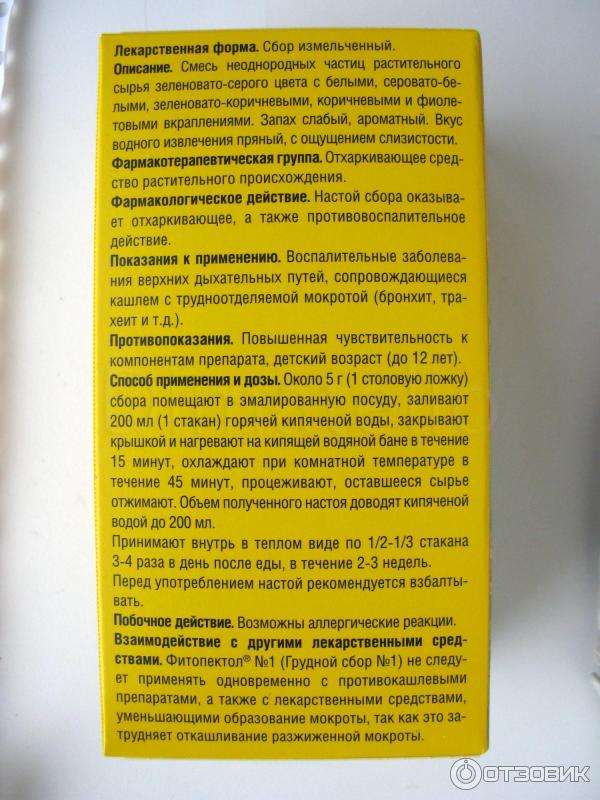 Лекарственная форма. Сбор измельченный.
Описание. Смесь неоднородных частиц растительного
сырья зеленовато-серого цвета с белыми, серовато-бе-
лыми, зеленовато-коричневыми, коричневыми и фиоле-
товыми вкраплениями. Запах слабый, ароматный. Вкус
водного извлечения пряный, с ощущением слизистости.
Фармакотерапевтическая группа. Отхаркивающее сред-
ство растительного происхождения.
Фармакологическое действие. Настой сбора оказыва-
ет отхаркивающее, а также противовоспалительное
действие.
Показания к применению. Воспалительные заболева-
ния верхних дыхательных путей, сопровождающиеся
кашлем с трудноотделяемой мокротой (бронхит, тра-
хеит и т.д.).
Противопоказания. Повышенная чувствительность к
компонентам препарата, детский возраст (до 12 лет).
Способ применения и дозы. Около 5 г (1 столовую ложку)
сбора помещают в эмалированную посуду, заливают
200 мл (1 стакан) горячей кипяченой воды, закрывают
крышкой и нагревают на кипящей водяной бане в течение
15 минут, охлаждают при комнатной температуре в
течение 45 минут, процеживают, оставшееся сырье
отжимают. Объем полученного настоя доводят кипяченой
водой до 200 мл.
Принимают внутрь в теплом виде по 1/2-1/3 стакана
3-4 раза в день после еды, в течение 2-3 недель.
Перед употреблением настой рекомендуется взбалты-
вать.
Побочное действие. Возможны аллергические реакции.
Взаимодействие с другими лекарственными сред-
ствами. Фитопектол® №1 (Грудной сбор №1) не следу-
ет применять одновременно с противокашлевыми
препаратами, а также с лекарственными средствами,
уменьшающими образование мокроты, так как это за-
трудняет откашливание разжиженной мокроты.
ОТЗОВИК